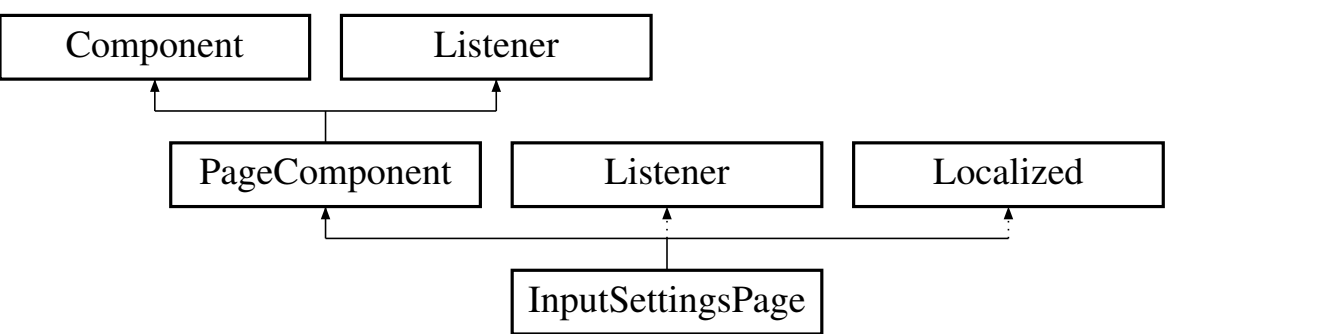 Component
Listener
PageComponent
Listener
Localized
InputSettingsPage